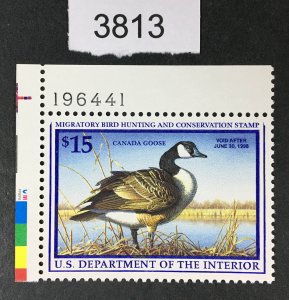 3813
196441
MIGRATORY BIRD HUNTING AND CONSERVATION STAMP
$15
CANADA GOOSE
VOID AFTER
JUNE 30, 1998
U.S. DEPARTMENT OF THE INTERIOR